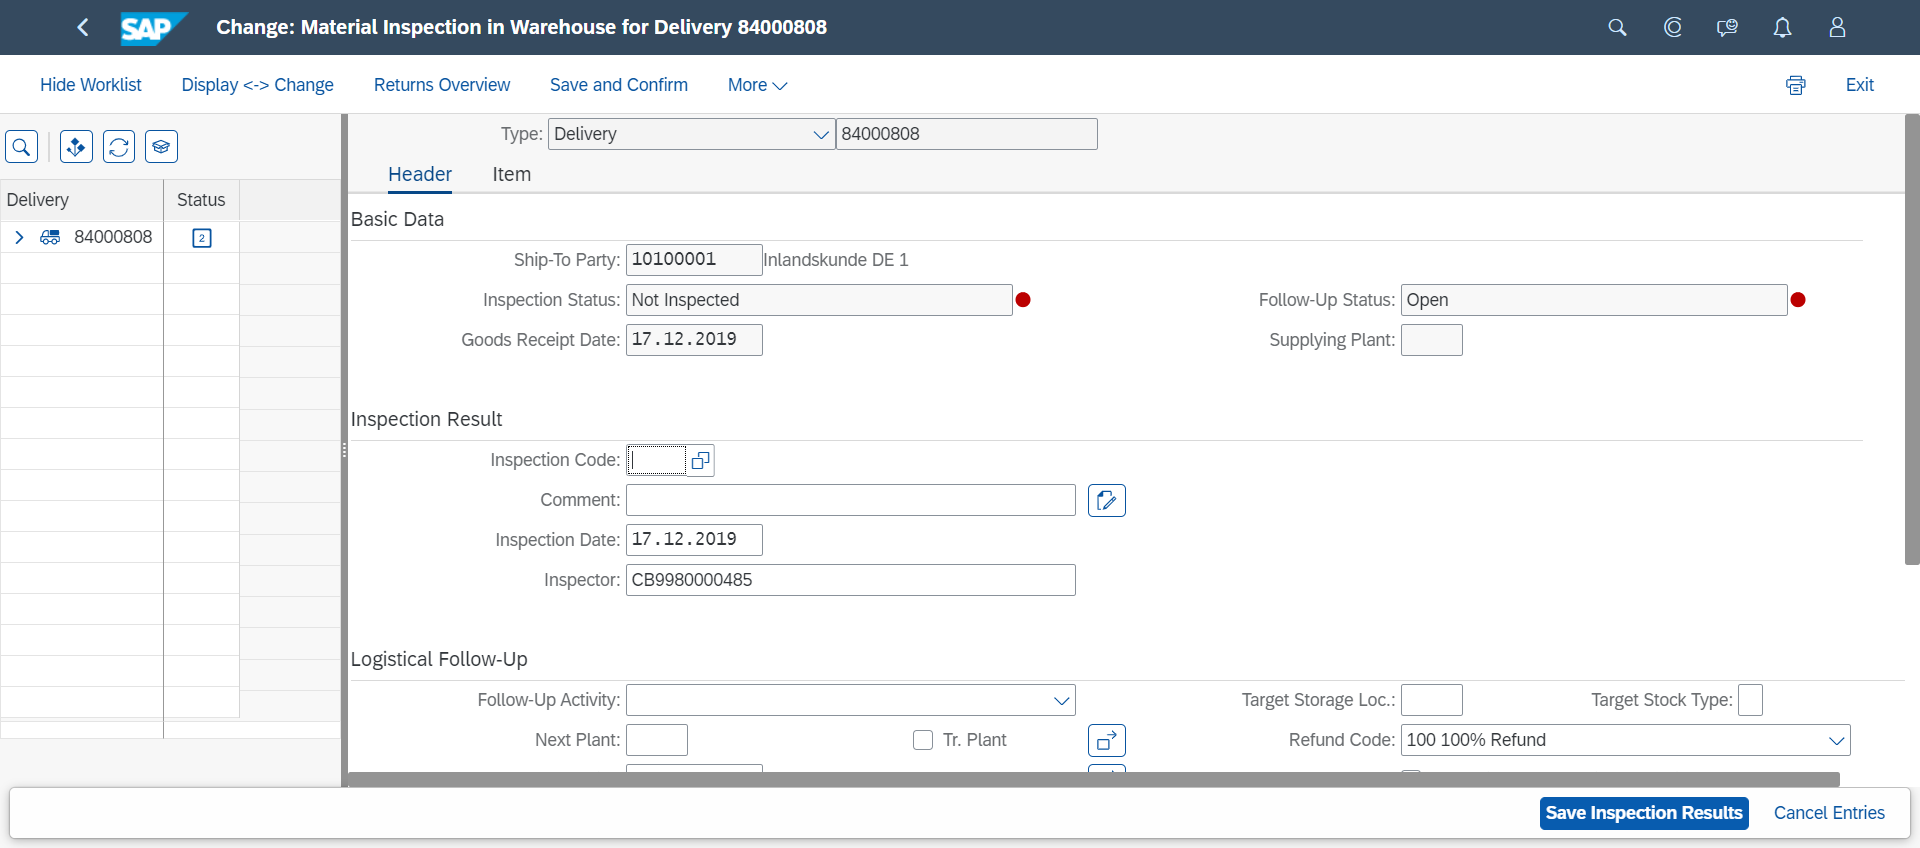 SAP Change: Material Inspection in Warehouse for Delivery 84000808
Hide Worklist Display <-> Change Returns Overview Save and Confirm More Exit
Type: Delivery 84000808
Header Item
Delivery Status
84000808 2
Basic Data
Ship-To Party: 10100001 Inlandskunde DE 1
Inspection Status: Not Inspected Follow-Up Status: Open
Goods Receipt Date: 17.12.2019 Supplying Plant:
Inspection Result
Inspection Code:
Comment:
Inspection Date: 17.12.2019
Inspector: CB9980000485
Logistical Follow-Up
Follow-Up Activity: Target Storage Loc.: Target Stock Type:
Next Plant: Tr. Plant Refund Code: 100 100% Refund
Save Inspection Results Cancel Entries